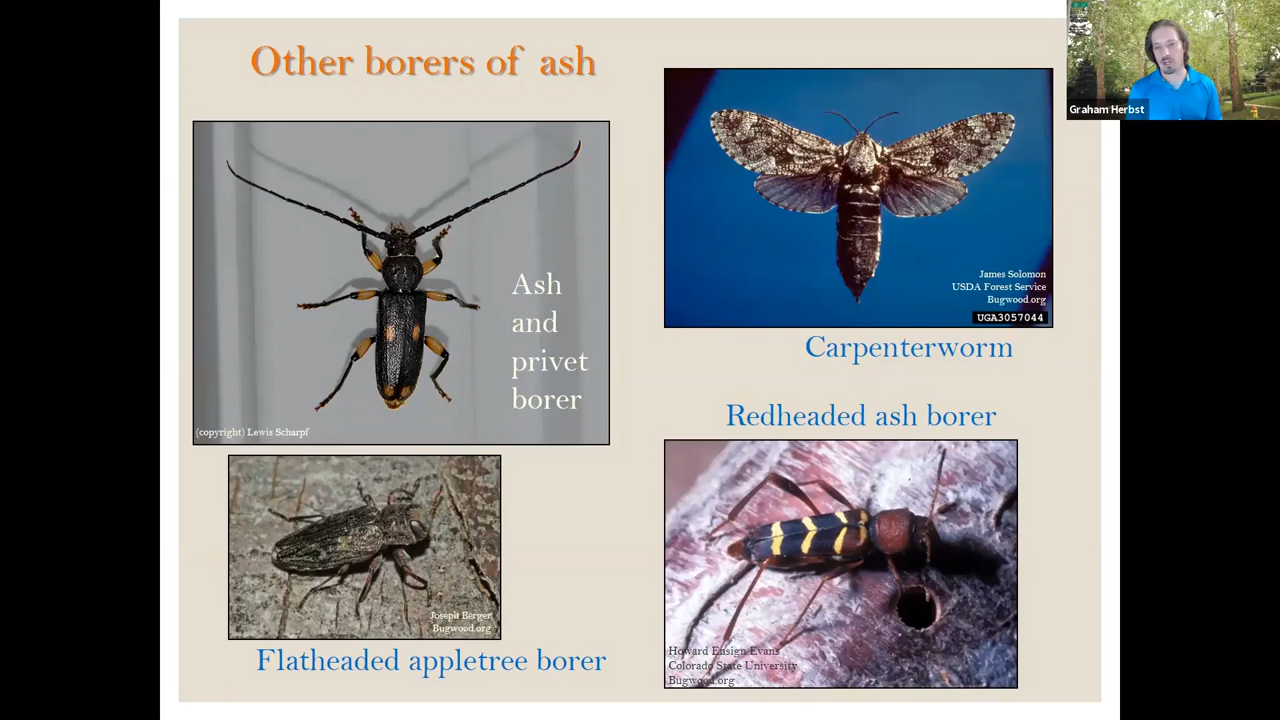 Other borers of ash
Graham Herbst
Ash
and
privet
borer
(copyright) Lewis Scharpf
James Solomon
USDA Forest Service
Bugwood.org
UGA3057044
Carpenterworm
Redheaded ash borer
Joseph Berger
Bugwood.org
Flatheaded appletree borer
Howard Ensign Evans
Colorado State University
Bugwood.org